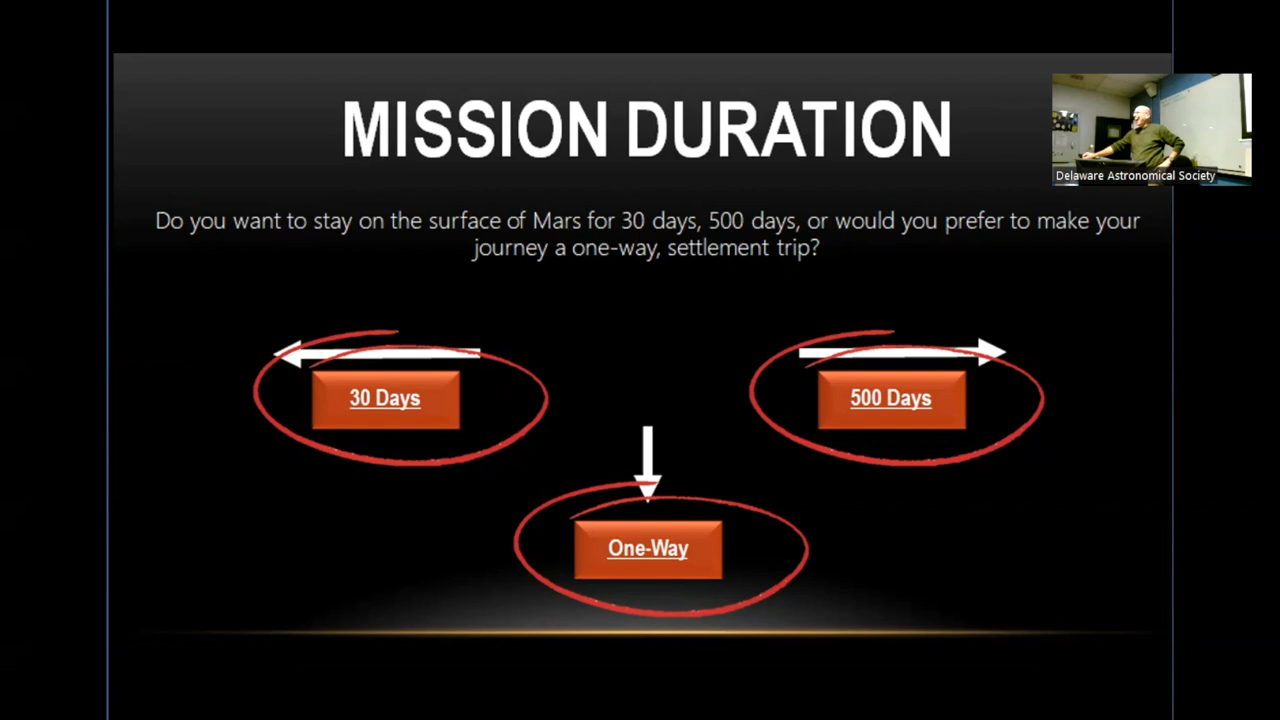 MISSION DURATION
Delaware Astronomical Society
Do you want to stay on the surface of Mars for 30 days, 500 days, or would you prefer to make your
journey a one-way, settlement trip?
30 Days
500 Days
One-Way